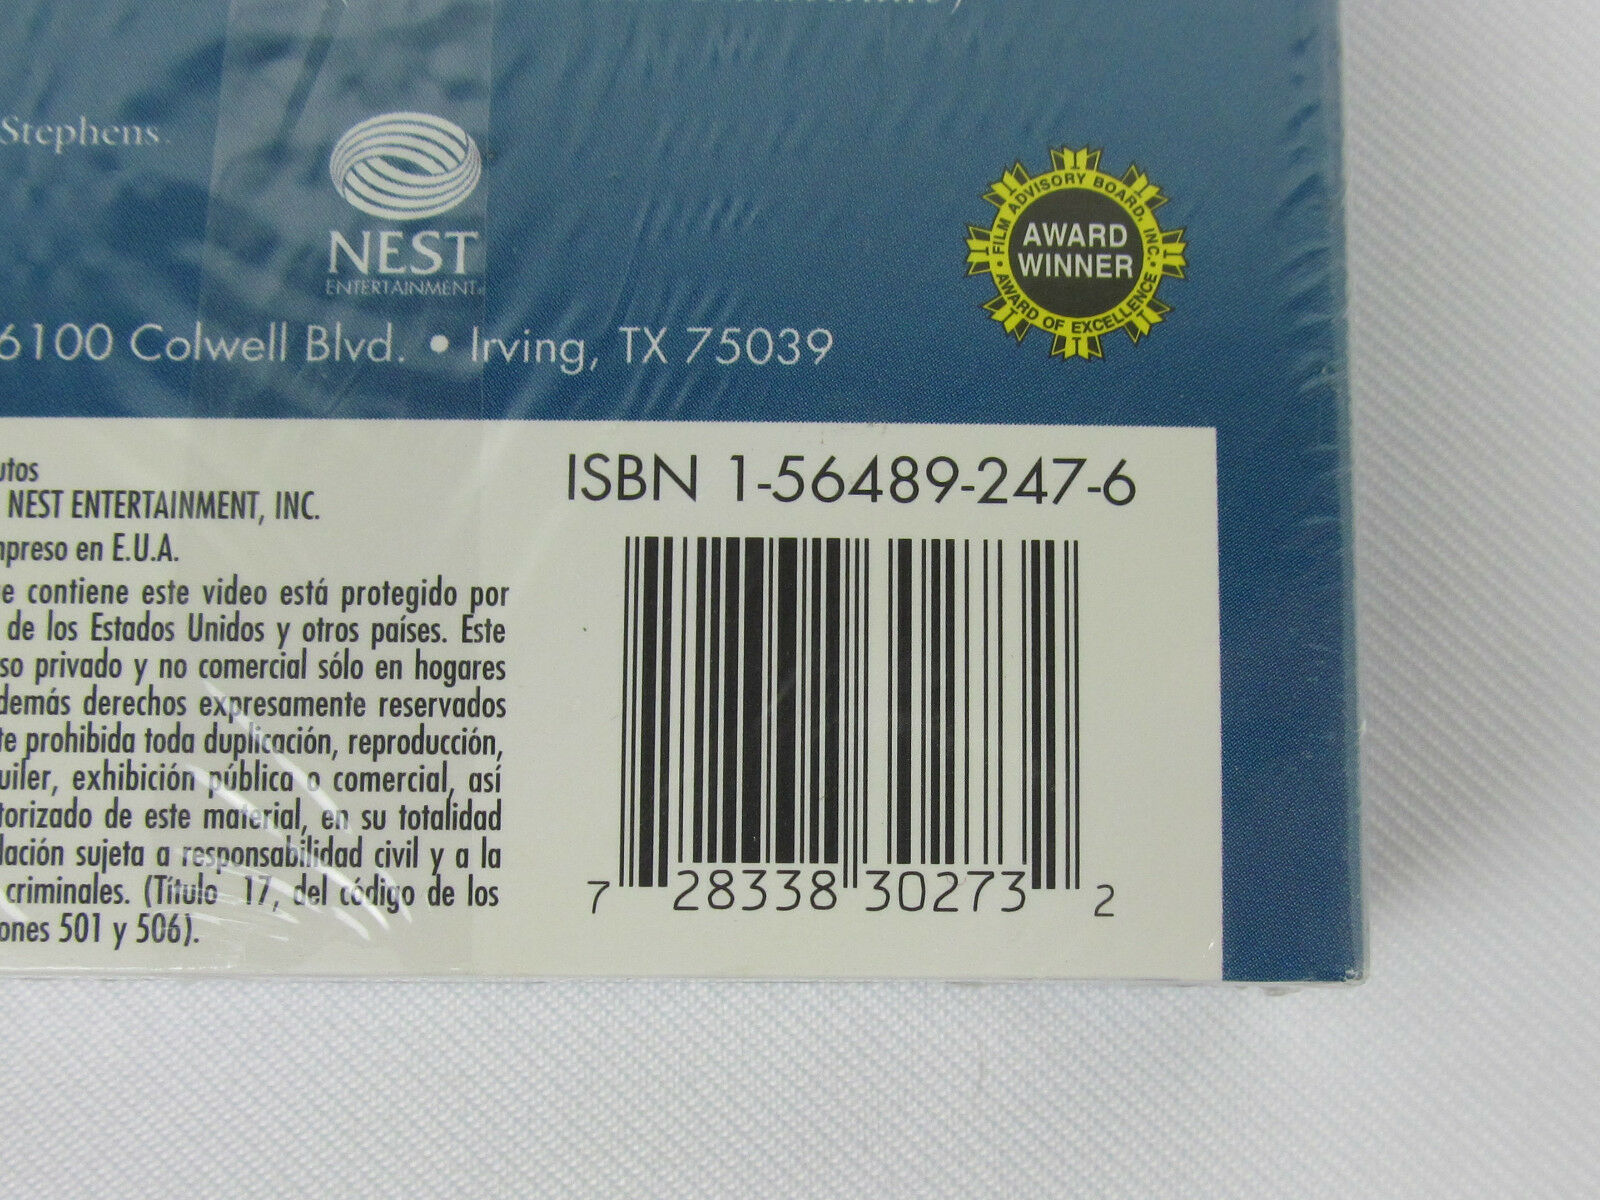 Stephens.
NEST
ENTERTAINMENT
6100 Colwell Blvd. • Irving, TX 75039
FILM ADVISORY BOARD, INC.
AWARD
WINNER
AWARD OF EXCELLENCE
utos
NEST ENTERTAINMENT, INC.
mpreso en E.U.A.
e contiene este video está protegido por
de los Estados Unidos y otros países. Este
so privado y no comercial sólo en hogares
demás derechos expresamente reservados
te prohibida toda duplicación, reproducción,
uiler, exhibición pública o comercial, así
torizado de este material, en su totalidad
lación sujeta a responsabilidad civil y a la
criminales. (Título 17, del código de los
ones 501 y 506).
ISBN 1-56489-247-6
7 28338 30273 2